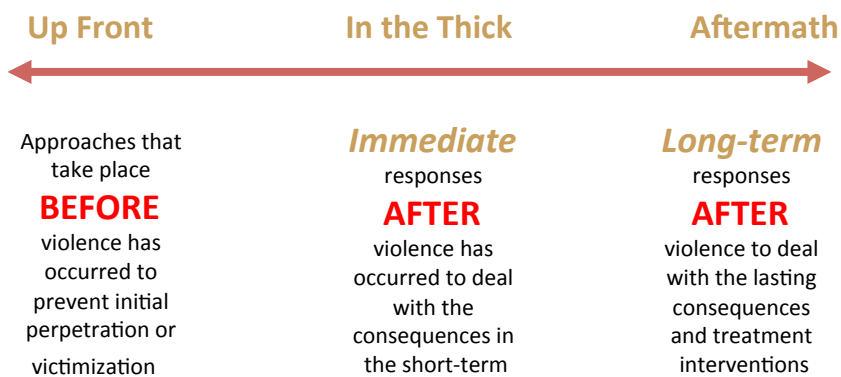 Up Front
In the Thick
Aftermath
Approaches that
take place
BEFORE
violence has
occurred to
prevent initial
perpetration or
victimization
Immediate
responses
AFTER
violence has
occurred to deal
with the
consequences in
the short-term
Long-term
responses
AFTER
violence to deal
with the lasting
consequences
and treatment
interventions